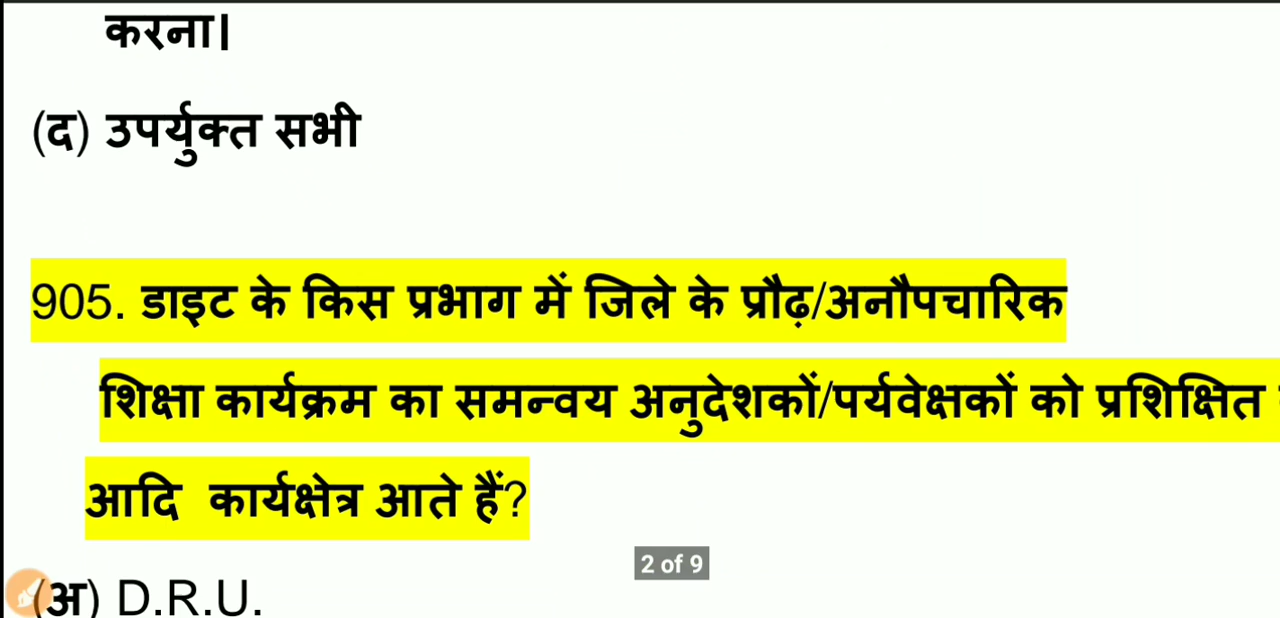 करना।
(द) उपर्युक्त सभी
905. डाइट के किस प्रभाग में जिले के प्रौढ़/अनौपचारिक
शिक्षा कार्यक्रम का समन्वय अनुदेशकों/पर्यवेक्षकों को प्रशिक्षित
आदि कार्यक्षेत्र आते हैं?
2 of 9
(अ) D.R.U.